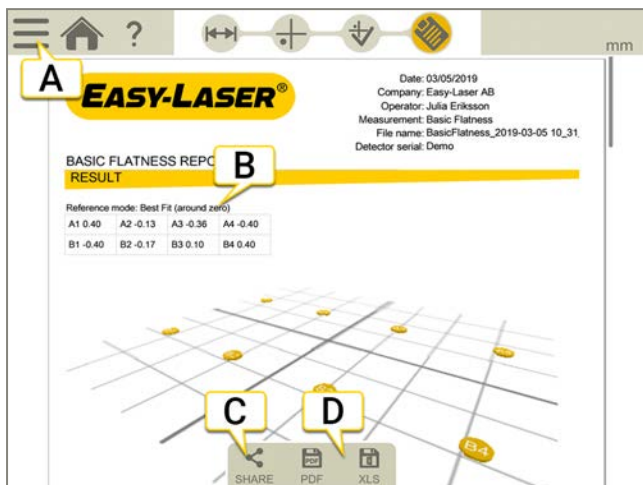 ?
mm
A
EASY-LASER®
Date: 03/05/2019
Company: Easy-Laser AB
Operator: Julia Eriksson
Measurement: Basic Flatness
File name: BasicFlatness_2019-03-05 10_31
Detector serial: Demo
BASIC FLATNESS REPO
B
RESULT
Reference mode: Best Fit (around zero)
A1 0.40 A2 -0.13 A3 -0.36 A4 -0.40
B1 -0.40 B2 -0.17 B3 0.10 B4 0.40
C
D
B4
PDF
SHARE PDF XLS